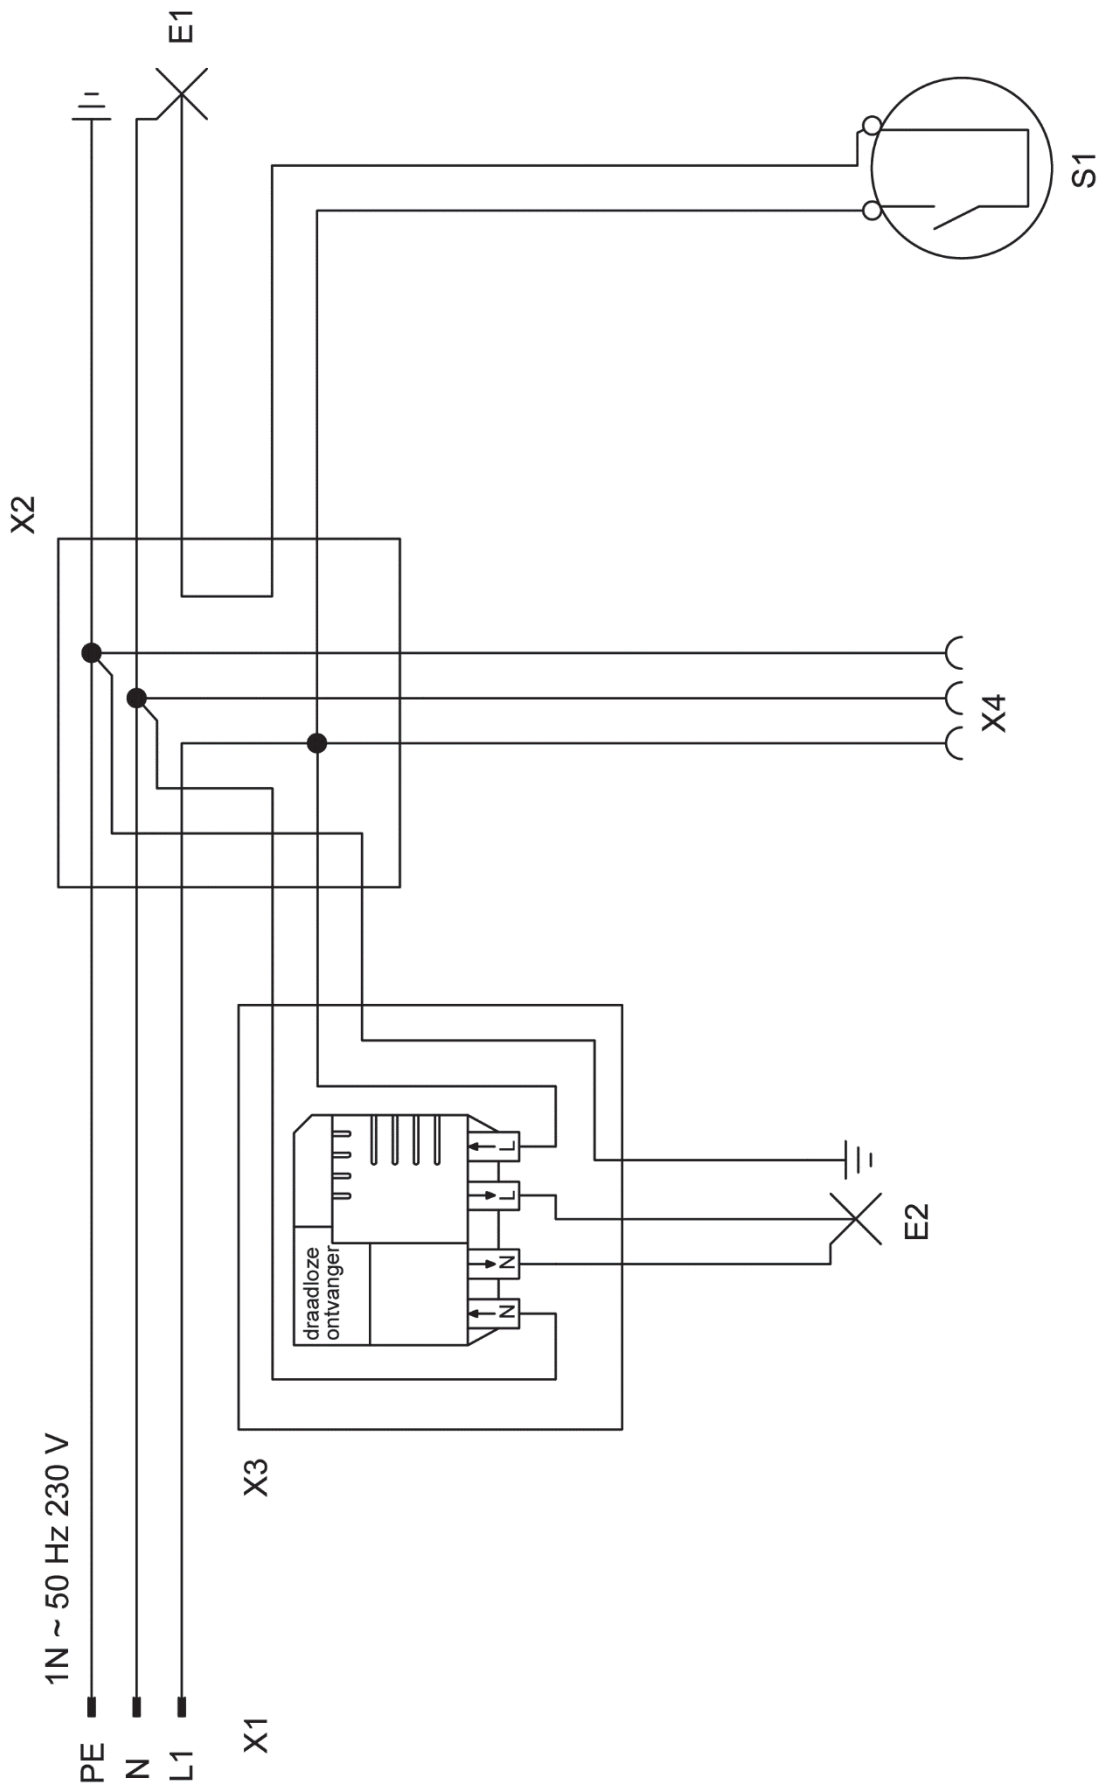 1N ~ 50 Hz 230 V
PE
N
L1
X1
X3
draadloze
ontvanger
N
N
L
L
E2
X2
X4
E1
S1